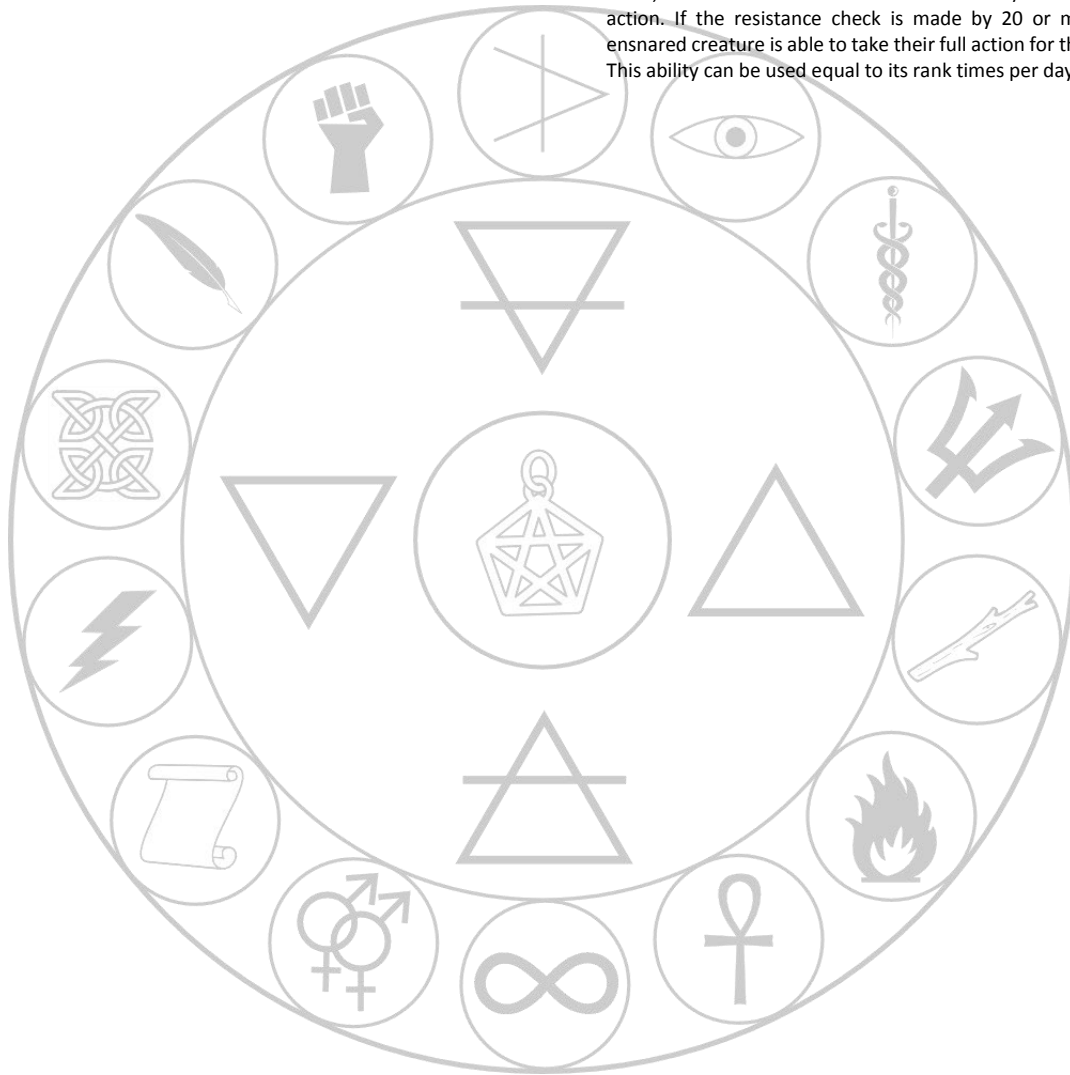 action. If the resistance check is made by 20 or
ensnared creature is able to take their full action for
This ability can be used equal to its rank times per day